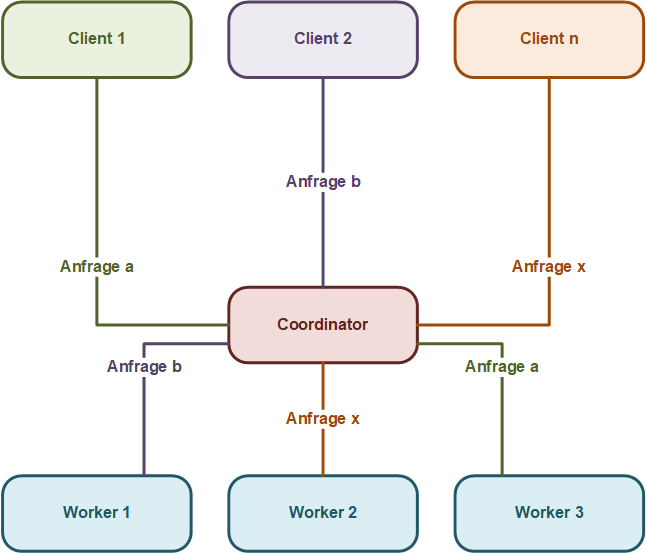 Client 1
Client 2
Client n
Anfrage b
Anfrage a
Anfrage x
Coordinator
Anfrage b
Anfrage a
Anfrage x
Worker 1
Worker 2
Worker 3